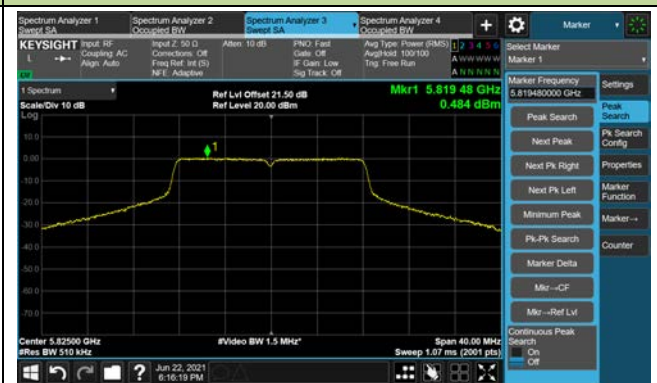 Spectrum Analyzer 1
Swept SA
Spectrum Analyzer 2
Occupied BW
Spectrum Analyzer 3
Swept SA
Spectrum Analyzer 4
Occupied BW
+
Marker
KEYSIGHT
L
Input: RF
Coupling: AC
Align: Auto
Input Z: 50 Ω
Corrections: Off
Freq Ref: Int (S)
NFE: Adaptive
Atten: 10 dB
PNO: Fast
Gate: Off
IF Gain: Low
Sig Track: Off
Avg Type: Power (RMS)
Avg|Hold: 100/100
Trig: Free Run
1 2 3 4 5 6
A W W W W W
A N N N N N
Select Marker
Marker 1
1 Spectrum
Scale/Div 10 dB
Log
Ref Lvl Offset 21.50 dB
Ref Level 20.00 dBm
Mkr1 5.819 48 GHz
0.484 dBm
10.0
0.00
-10.0
-20.0
-30.0
-40.0
-50.0
-60.0
-70.0
1
Center 5.82500 GHz
#Res BW 510 kHz
#Video BW 1.5 MHz*
Span 40.00 MHz
Sweep 1.07 ms (2001 pts)
Marker Frequency
5.819480000 GHz
Peak Search
Next Peak
Next Pk Right
Next Pk Left
Minimum Peak
Pk-Pk Search
Marker Delta
Mkr→CF
Mkr→Ref Lvl
Continuous Peak
Search
On
Off
Settings
Peak
Search
Pk Search
Config
Properties
Marker
Function
Marker→
Counter
?
Jun 22, 2021
6:16:19 PM